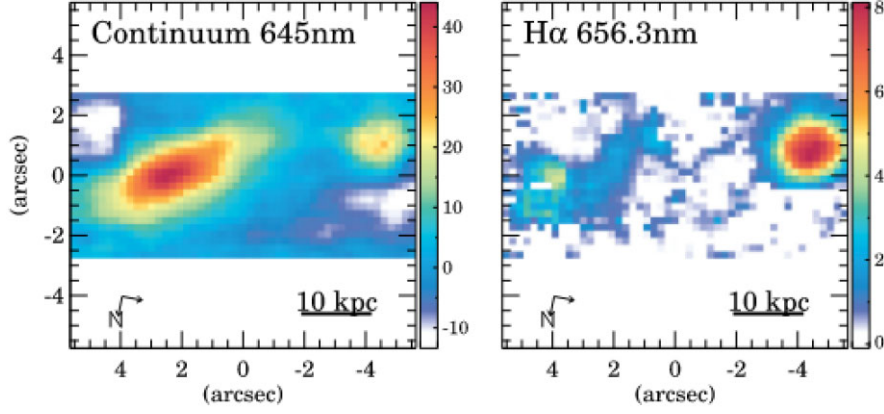 Continuum 645nm
Hα 656.3nm
4
2
0
-2
-4
(arcsec)
N
10 kpc
4 2 0 -2 -4
(arcsec)
40
30
20
10
0
-10
N
10 kpc
4 2 0 -2 -4
(arcsec)
8
6
4
2
0